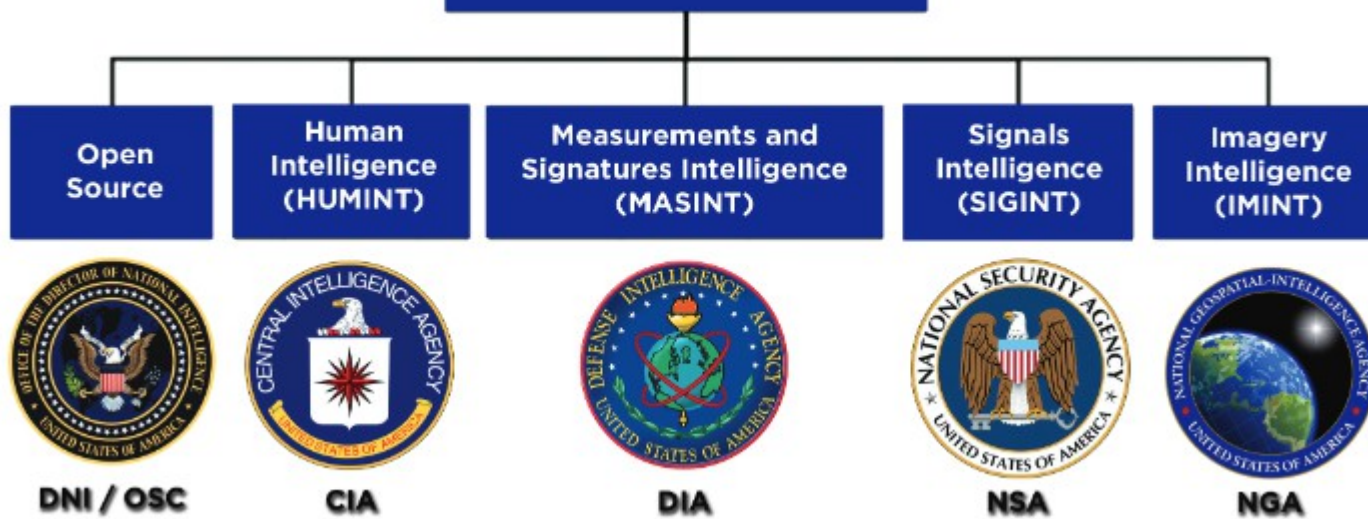 Open
Source
Human
Intelligence
(HUMINT)
Measurements and
Signatures Intelligence
(MASINT)
Signals
Intelligence
(SIGINT)
Imagery
Intelligence
(IMINT)
OFFICE OF THE DIRECTOR OF NATIONAL INTELLIGENCE
UNITED STATES OF AMERICA
CENTRAL INTELLIGENCE AGENCY
UNITED STATES OF AMERICA
DEFENSE INTELLIGENCE AGENCY
UNITED STATES OF AMERICA
NATIONAL SECURITY AGENCY
UNITED STATES OF AMERICA
NATIONAL GEOSPATIAL-INTELLIGENCE AGENCY
UNITED STATES OF AMERICA
DNI / OSC
CIA
DIA
NSA
NGA